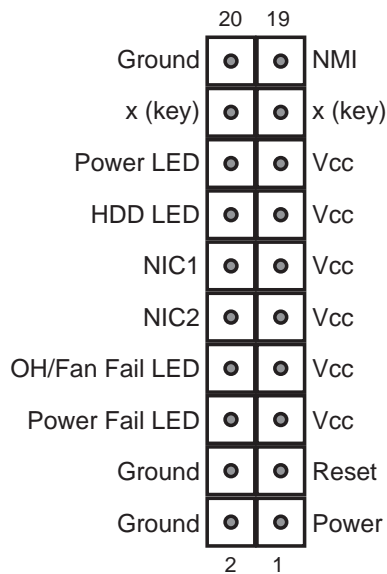 20 19
Ground NMI
x (key) x (key)
Power LED Vcc
HDD LED Vcc
NIC1 Vcc
NIC2 Vcc
OH/Fan Fail LED Vcc
Power Fail LED Vcc
Ground Reset
Ground Power
2 1